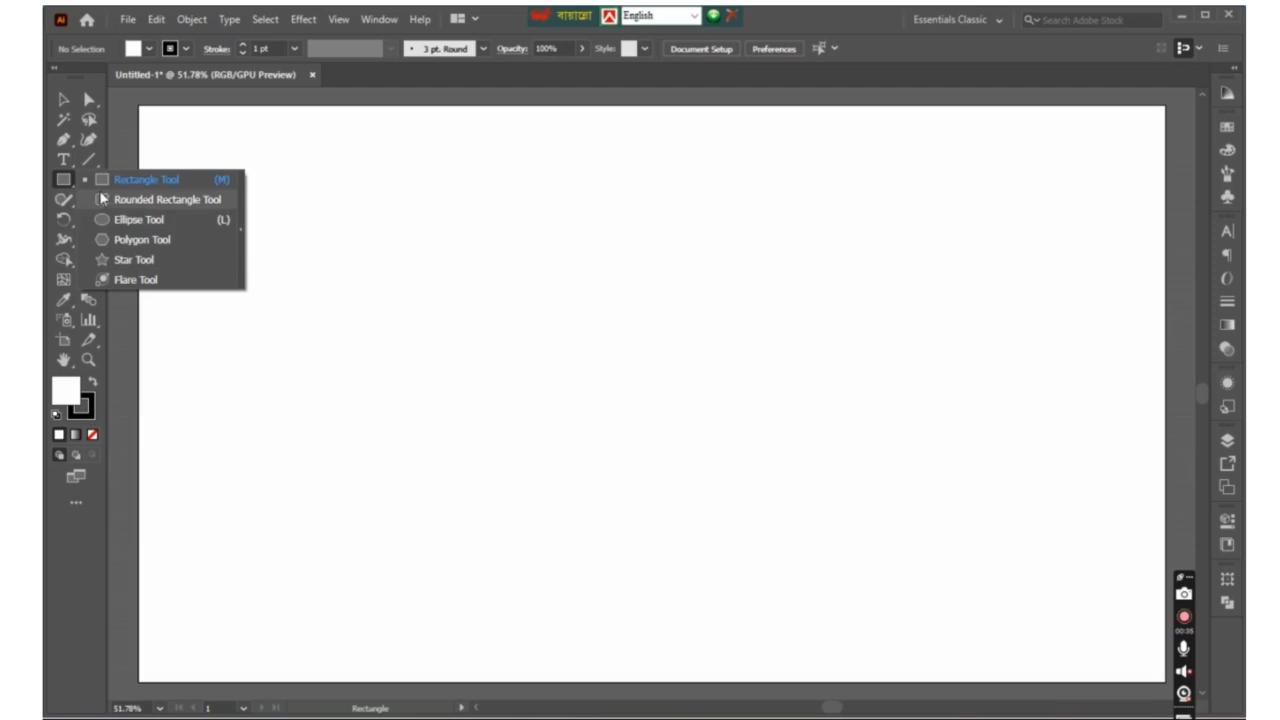 Ai File Edit Object Type Select Effect View Window Help বায়ান্নো English Essentials Classic Search Adobe Stock
No Selection Stroke: 1 pt 3 pt. Round Opacity: 100% Style: Document Setup Preferences
Untitled-1* @ 51.78% (RGB/GPU Preview) ×
Rectangle Tool (M)
Rounded Rectangle Tool
Ellipse Tool (L)
Polygon Tool
Star Tool
Flare Tool
00:35
51.78% 1 Rectangle